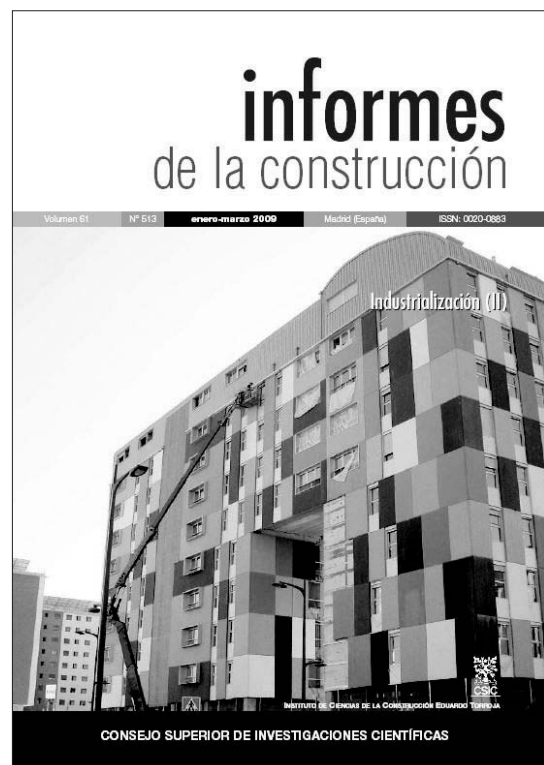 informes
de la construcción
Volumen 61 Nº 513 enero-marzo 2009 Madrid (España) ISSN: 0020-0883
Industrialización (II)
CSIC
INSTITUTO DE CIENCIAS DE LA CONSTRUCCIÓN EDUARDO TORROJA
CONSEJO SUPERIOR DE INVESTIGACIONES CIENTÍFICAS